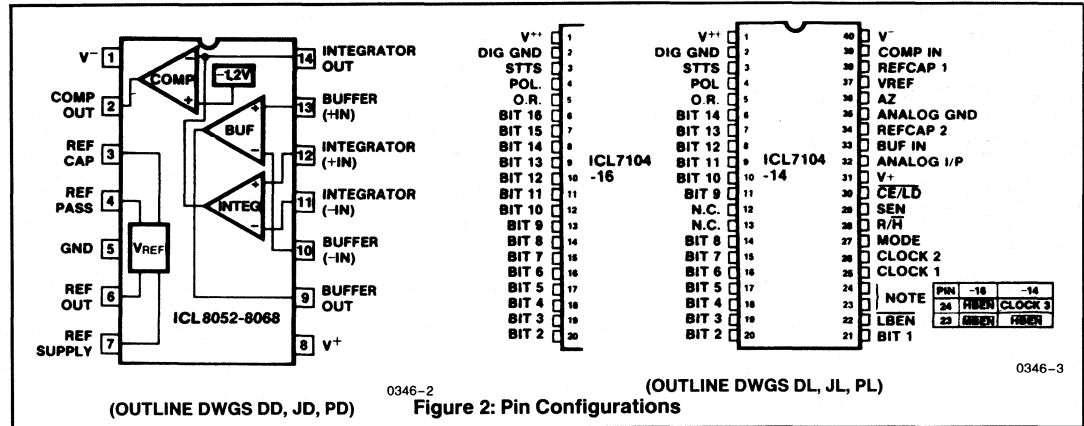 V⁻ 1
COMP OUT 2
REF CAP 3
REF PASS 4
GND 5
REF OUT 6
REF SUPPLY 7
14 INTEGRATOR OUT
13 BUFFER (+IN)
12 INTEGRATOR (+IN)
11 INTEGRATOR (−IN)
10 BUFFER (−IN)
9 BUFFER OUT
8 V⁺
COMP
− +
−1.2V
BUF
+ −
INTEG
+ −
VREF
ICL8052-8068
0346-2
(OUTLINE DWGS DD, JD, PD)
V⁺⁺ 1
DIG GND 2
STTS 3
POL. 4
O.R. 5
BIT 16 6
BIT 15 7
BIT 14 8
BIT 13 9
BIT 12 10
BIT 11 11
BIT 10 12
BIT 9 13
BIT 8 14
BIT 7 15
BIT 6 16
BIT 5 17
BIT 4 18
BIT 3 19
BIT 2 20
ICL7104
-16
V⁺⁺ 1
DIG GND 2
STTS 3
POL 4
O.R. 5
BIT 14 6
BIT 13 7
BIT 12 8
BIT 11 9
BIT 10 10
BIT 9 11
N.C. 12
N.C. 13
BIT 8 14
BIT 7 15
BIT 6 16
BIT 5 17
BIT 4 18
BIT 3 19
BIT 2 20
ICL7104
-14
40 V⁻
39 COMP IN
38 REFCAP 1
37 VREF
36 AZ
35 ANALOG GND
34 REFCAP 2
33 BUF IN
32 ANALOG I/P
31 V+
30 CE/LD
29 SEN
28 R/H
27 MODE
26 CLOCK 2
25 CLOCK 1
24
23
NOTE
22 LBEN
21 BIT 1
PIN -16 -14
24 HBEN CLOCK 3
23 MBEN HBEN
0346-3
(OUTLINE DWGS DL, JL, PL)
Figure 2: Pin Configurations